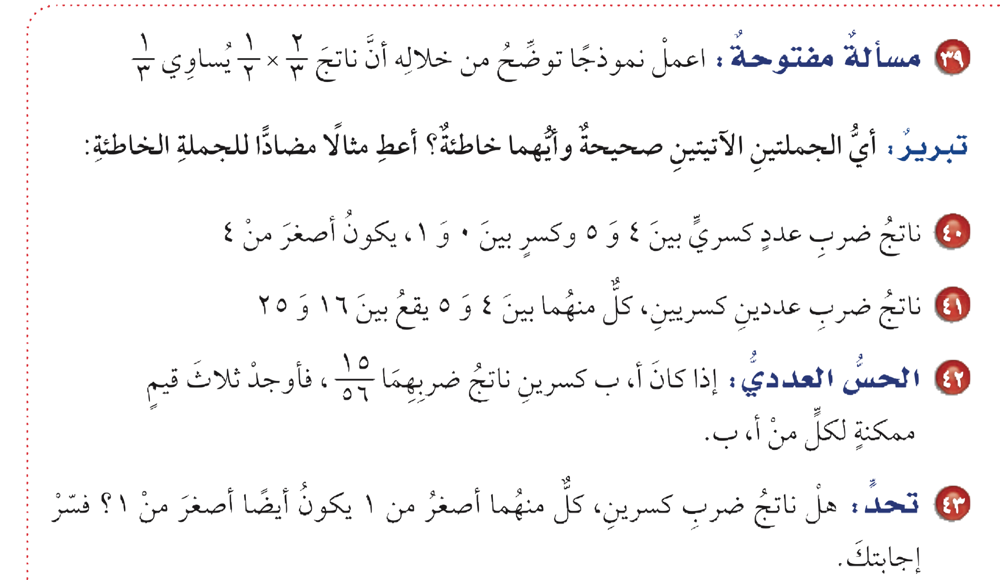 ٣٩ مسألةٌ مفتوحةٌ: اعملْ نموذجًا توضِّحُ من خلالِه أنَّ ناتجَ ٢/٣ × ١/٢ يُساوِي ١/٣
تبريرٌ: أيُّ الجملتينِ الآتيتينِ صحيحةٌ وأيُّهما خاطئةٌ؟ أعطِ مثالًا مضادًّا للجملةِ الخاطئةِ:
٤٠ ناتجُ ضربِ عددٍ كسريٍّ بينَ ٤ وَ ٥ وكسرٍ بينَ ٠ وَ ١، يكونُ أصغرَ منْ ٤
٤١ ناتجُ ضربِ عددينِ كسريينِ، كلٌّ منهُما بينَ ٤ وَ ٥ يقعُ بينَ ١٦ وَ ٢٥
٤٢ الحسُّ العدديُّ: إذا كانَ أ، ب كسرينِ ناتجُ ضربِهِمَا ١٥/٥٦ ، فأوجدْ ثلاثَ قيمٍ
ممكنةٍ لكلٍّ منْ أ، ب.
٤٣ تحدٍّ: هلْ ناتجُ ضربِ كسرينِ، كلٌّ منهُما أصغرُ من ١ يكونُ أيضًا أصغرَ منْ ١؟ فسّرْ
إجابتكَ.